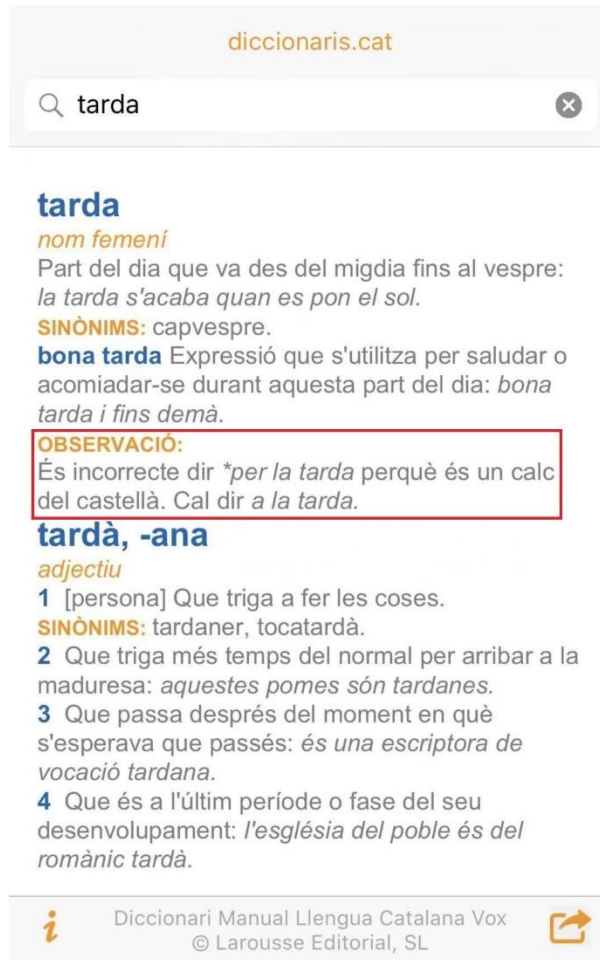 diccionaris.cat
tarda
tarda
nom femení
Part del dia que va des del migdia fins al vespre:
la tarda s'acaba quan es pon el sol.
SINÒNIMS: capvespre.
bona tarda Expressió que s'utilitza per saludar o
acomiadar-se durant aquesta part del dia: bona
tarda i fins demà.
OBSERVACIÓ:
És incorrecte dir *per la tarda perquè és un calc
del castellà. Cal dir a la tarda.
tardà, -ana
adjectiu
1 [persona] Que triga a fer les coses.
SINÒNIMS: tardaner, tocatardà.
2 Que triga més temps del normal per arribar a la
maduresa: aquestes pomes són tardanes.
3 Que passa després del moment en què
s'esperava que passés: és una escriptora de
vocació tardana.
4 Que és a l'últim període o fase del seu
desenvolupament: l'església del poble és del
romànic tardà.
i
Diccionari Manual Llengua Catalana Vox
© Larousse Editorial, SL